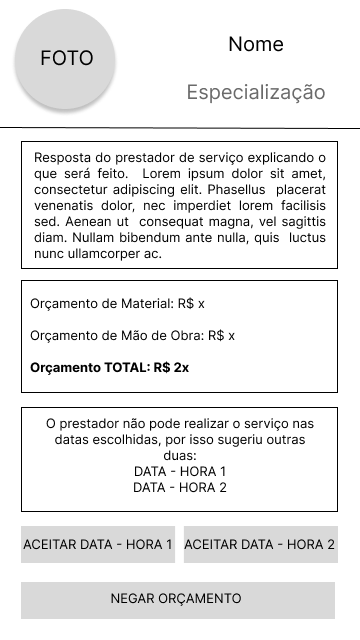 FOTO
Nome
Especialização
Resposta do prestador de serviço explicando o
que será feito. Lorem ipsum dolor sit amet,
consectetur adipiscing elit. Phasellus placerat
venenatis dolor, nec imperdiet lorem facilisis
sed. Aenean ut consequat magna, vel sagittis
diam. Nullam bibendum ante nulla, quis luctus
nunc ullamcorper ac.
Orçamento de Material: R$ x
Orçamento de Mão de Obra: R$ x
Orçamento TOTAL: R$ 2x
O prestador não pode realizar o serviço nas
datas escolhidas, por isso sugeriu outras
duas:
DATA - HORA 1
DATA - HORA 2
ACEITAR DATA - HORA 1
ACEITAR DATA - HORA 2
NEGAR ORÇAMENTO